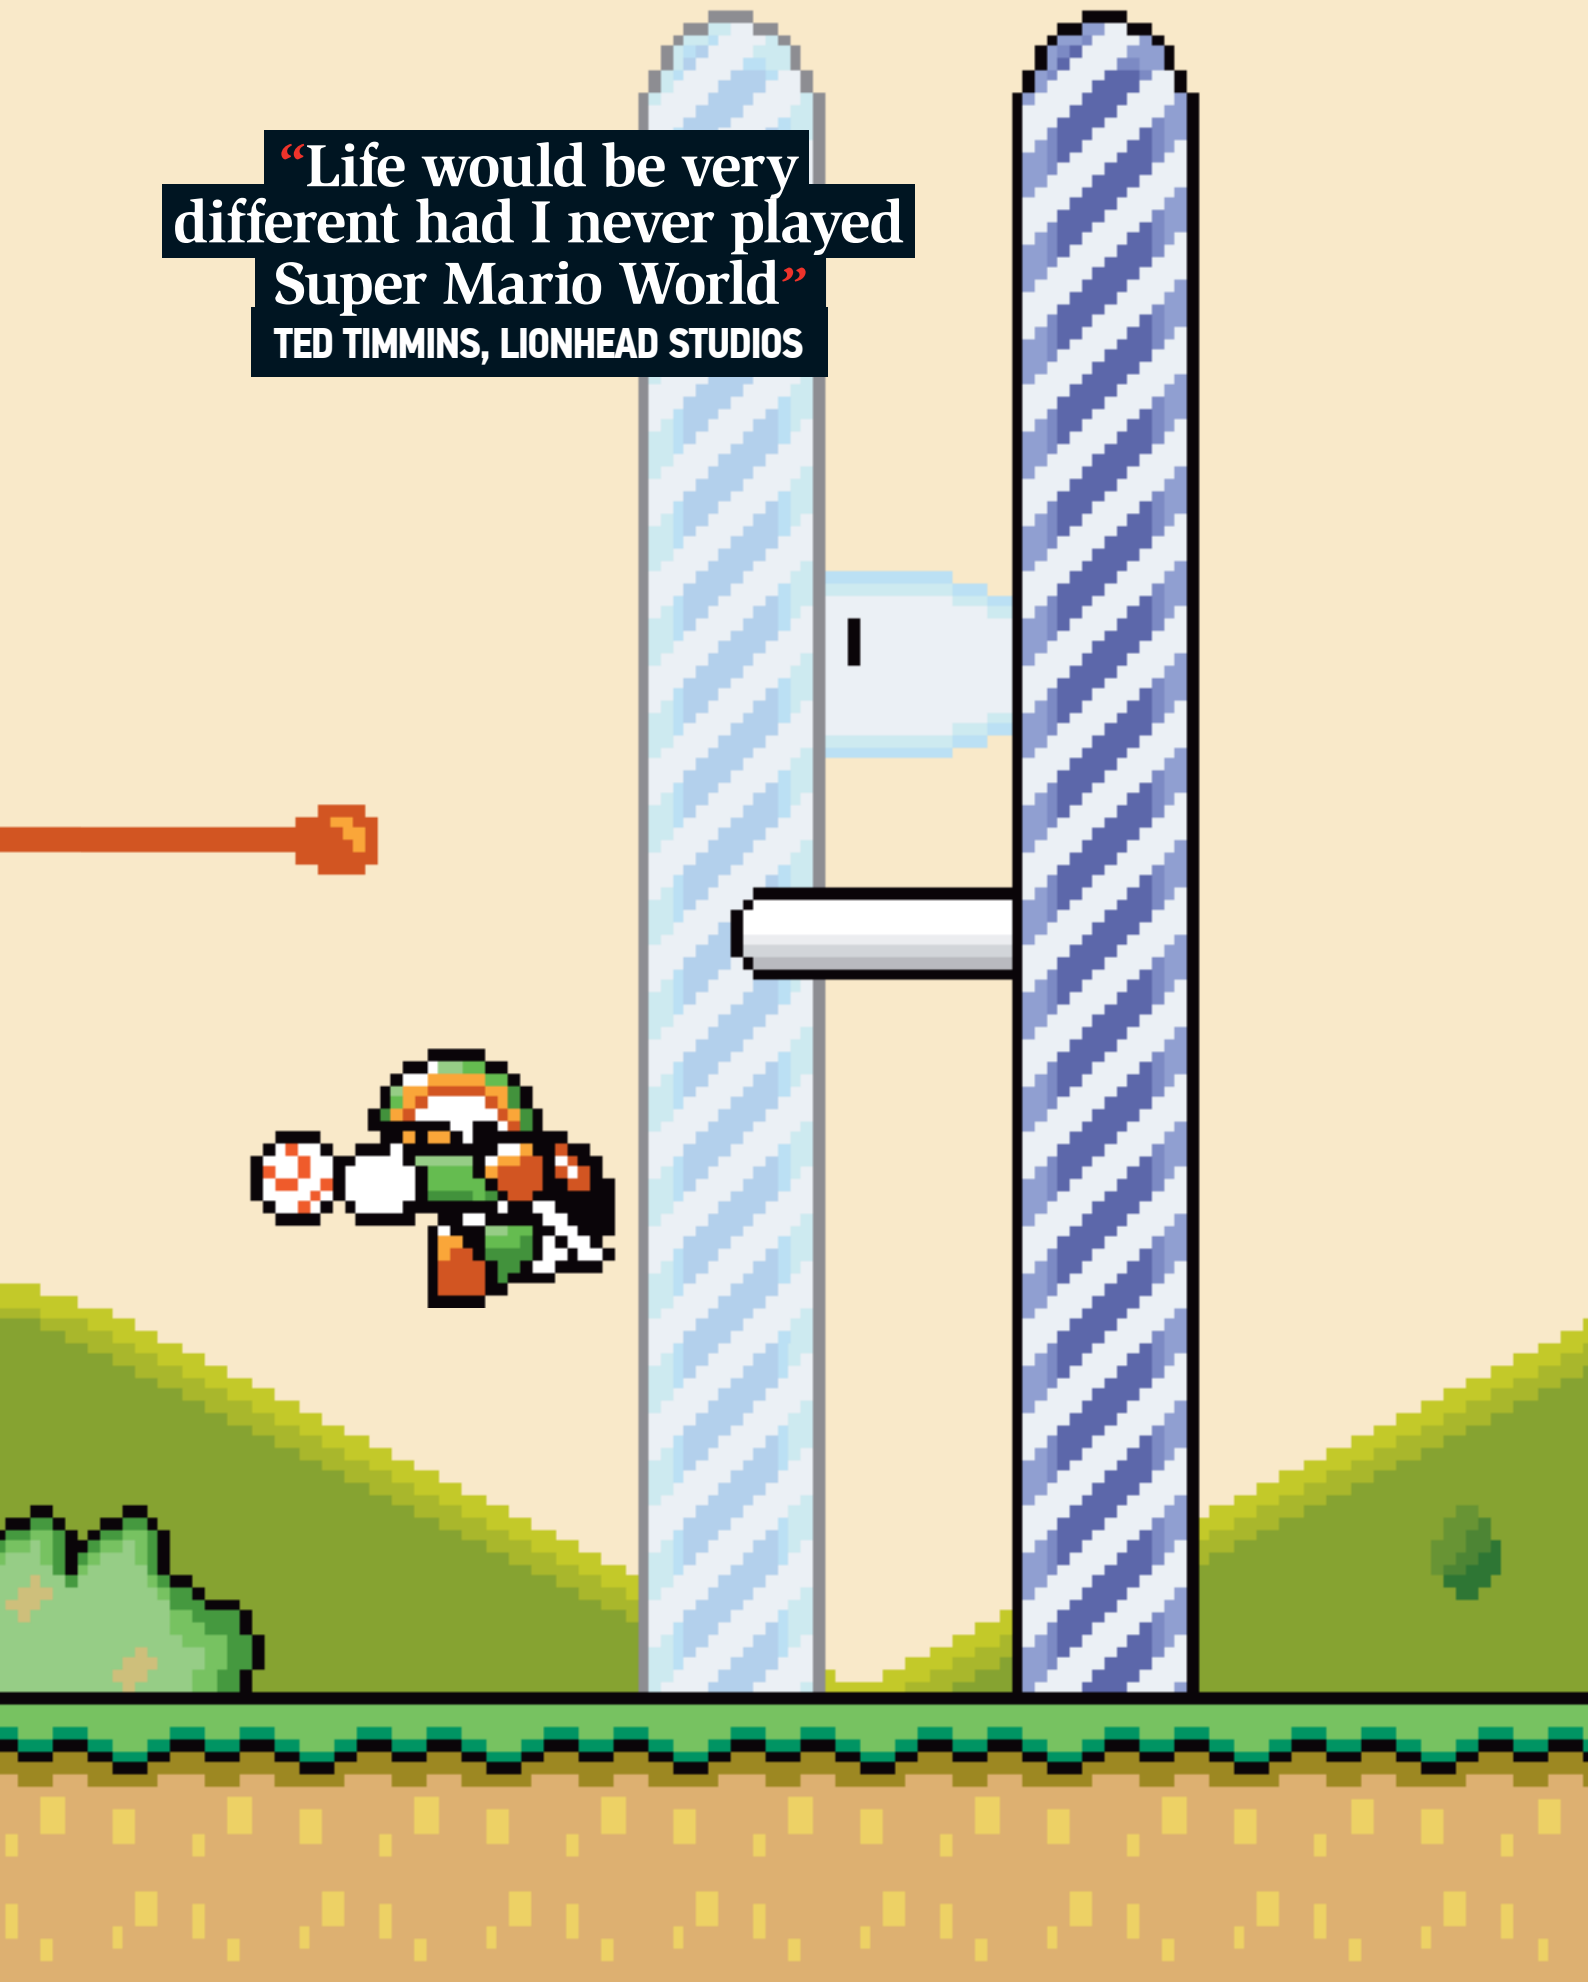 “Life would be very
different had I never played
Super Mario World”
TED TIMMINS, LIONHEAD STUDIOS